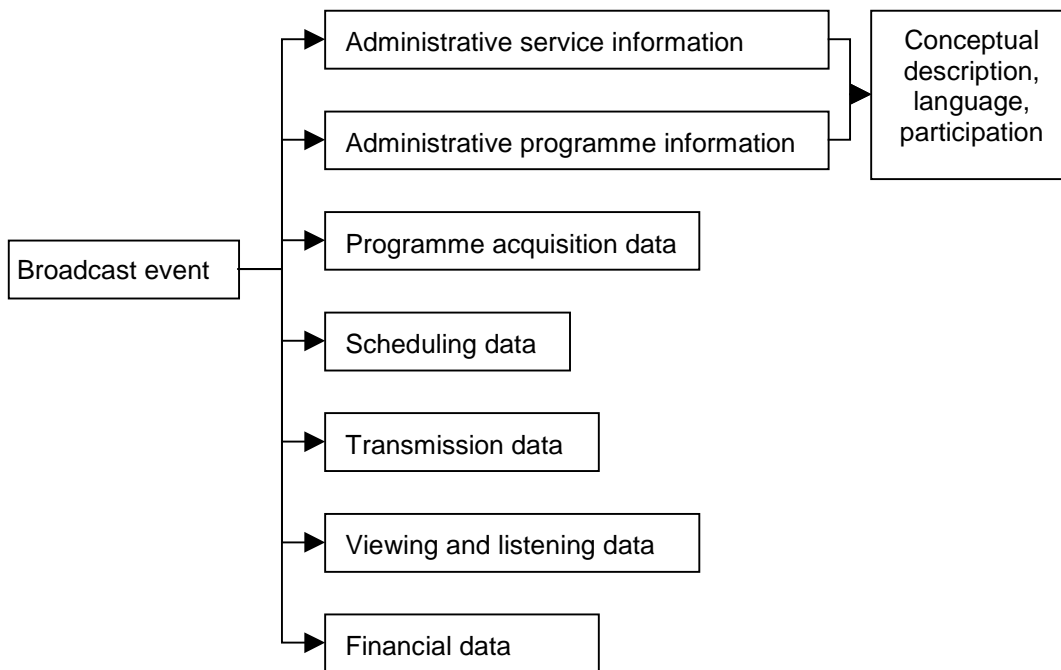 Administrative service information
Conceptual
description,
language,
participation
Administrative programme information
Programme acquisition data
Broadcast event
Scheduling data
Transmission data
Viewing and listening data
Financial data